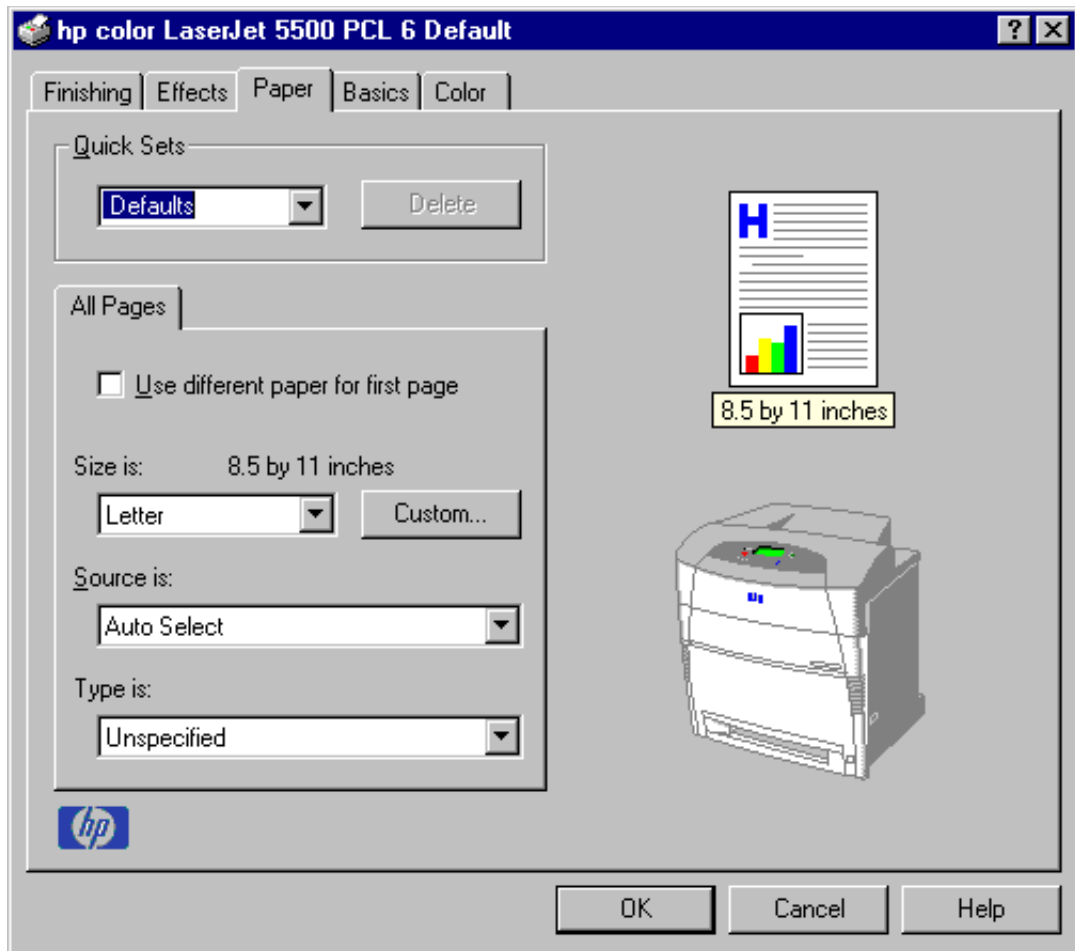 hp color LaserJet 5500 PCL 6 Default
Finishing Effects Paper Basics Color
Quick Sets
Defaults Delete
H
All Pages
Use different paper for first page
8.5 by 11 inches
Size is: 8.5 by 11 inches
Letter Custom...
Source is:
Auto Select
Type is:
Unspecified
hp
OK Cancel Help